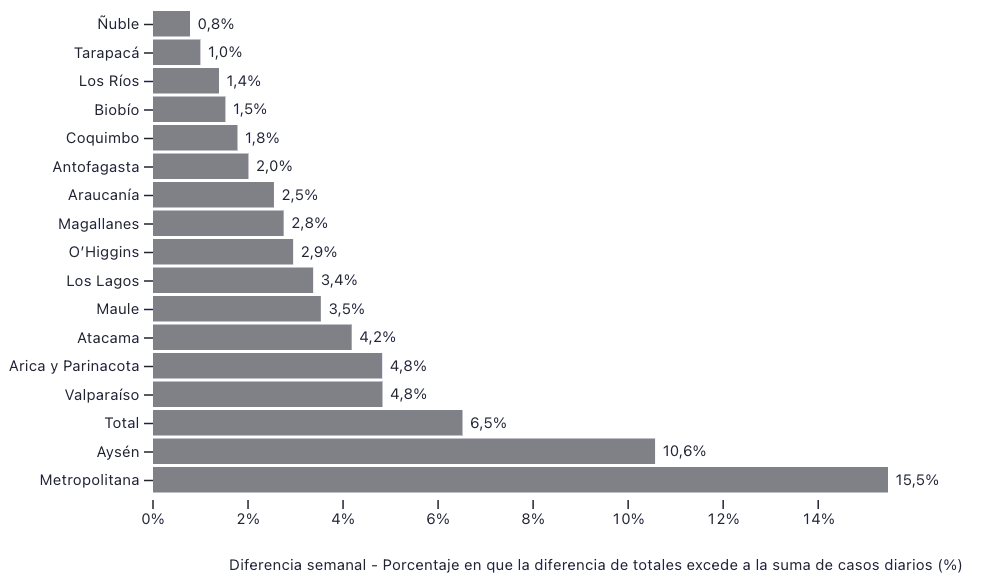 Ñuble 0,8%
Tarapacá 1,0%
Los Ríos 1,4%
Biobío 1,5%
Coquimbo 1,8%
Antofagasta 2,0%
Araucanía 2,5%
Magallanes 2,8%
O’Higgins 2,9%
Los Lagos 3,4%
Maule 3,5%
Atacama 4,2%
Arica y Parinacota 4,8%
Valparaíso 4,8%
Total 6,5%
Aysén 10,6%
Metropolitana 15,5%
0% 2% 4% 6% 8% 10% 12% 14%
Diferencia semanal - Porcentaje en que la diferencia de totales excede a la suma de casos diarios (%)